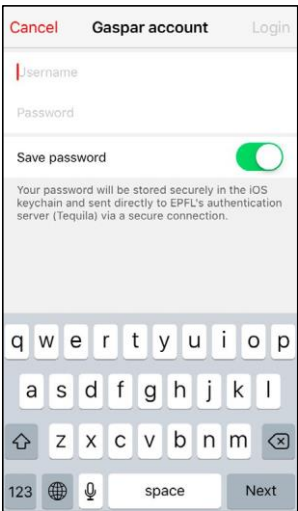 Cancel Gaspar account Login
Username
Password
Save password
Your password will be stored securely in the iOS
keychain and sent directly to EPFL's authentication
server (Tequila) via a secure connection.
q w e r t y u i o p
a s d f g h j k l
z x c v b n m
123 space Next